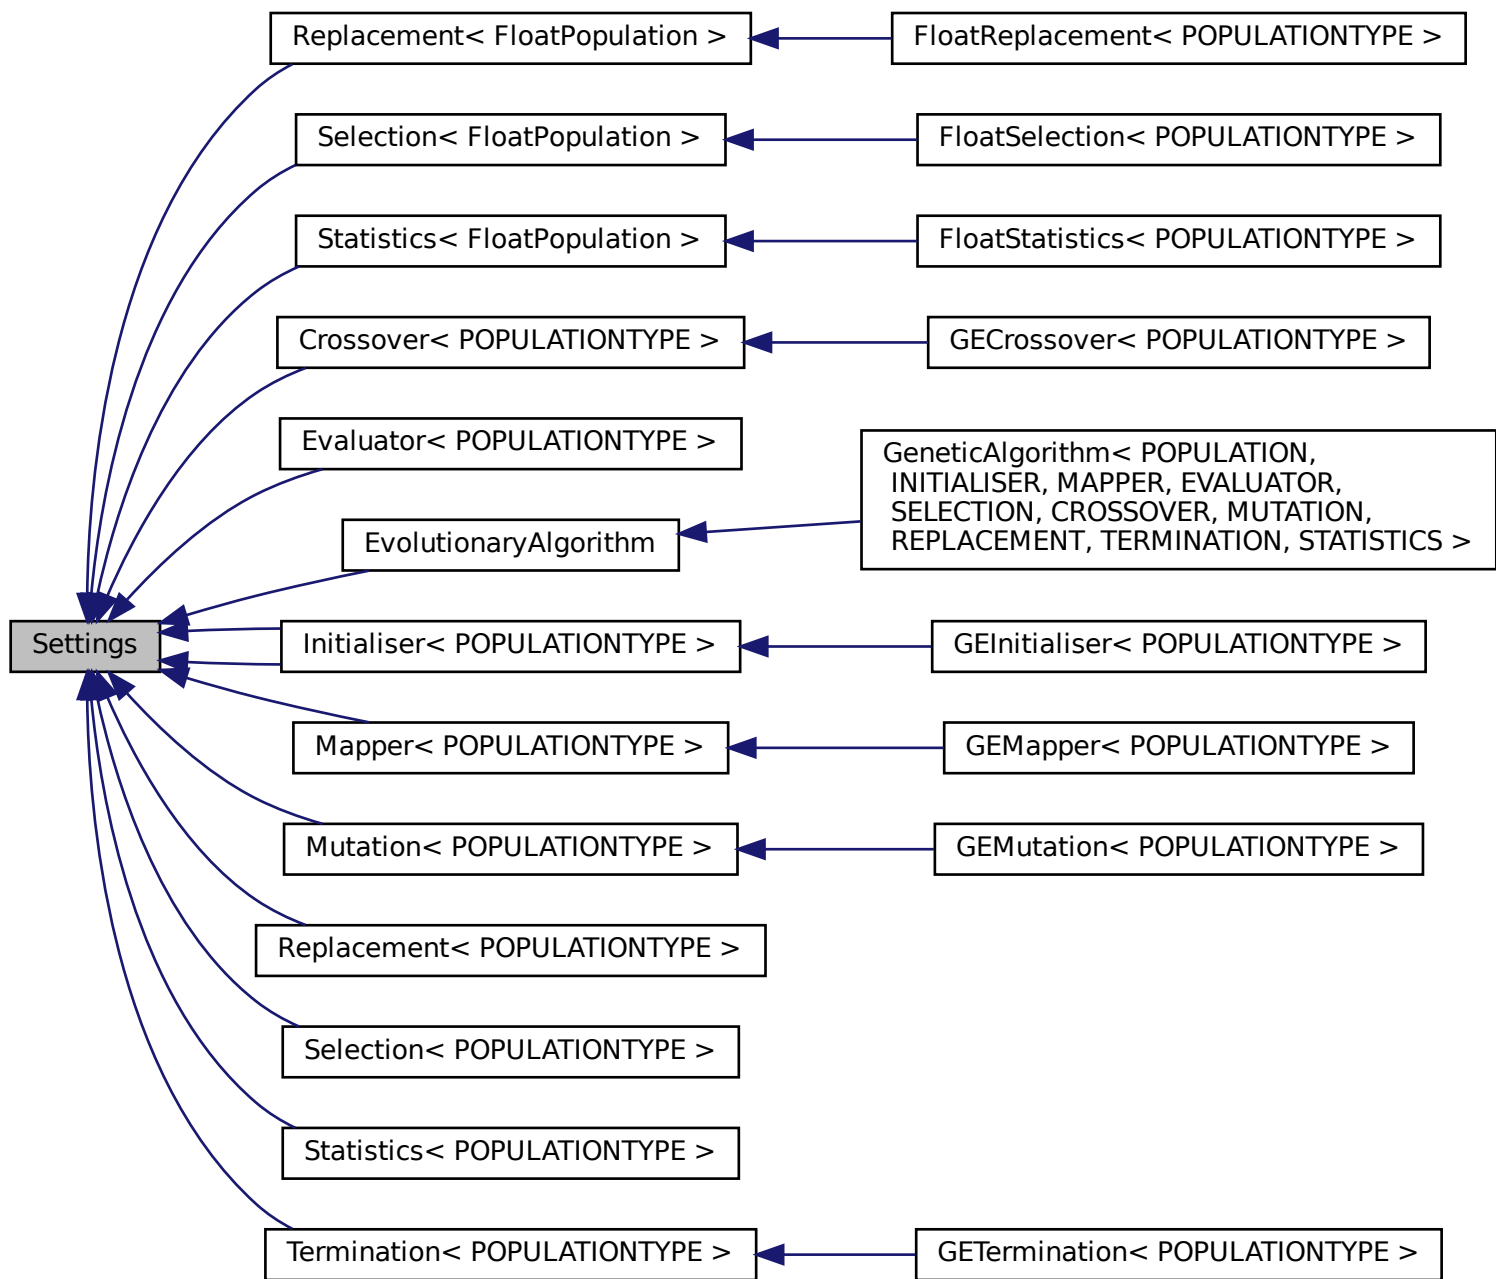 Replacement< FloatPopulation >
FloatReplacement< POPULATIONTYPE >
Selection< FloatPopulation >
FloatSelection< POPULATIONTYPE >
Statistics< FloatPopulation >
FloatStatistics< POPULATIONTYPE >
Crossover< POPULATIONTYPE >
GECrossover< POPULATIONTYPE >
Evaluator< POPULATIONTYPE >
GeneticAlgorithm< POPULATION,
INITIALISER, MAPPER, EVALUATOR,
SELECTION, CROSSOVER, MUTATION,
REPLACEMENT, TERMINATION, STATISTICS >
EvolutionaryAlgorithm
Settings
Initialiser< POPULATIONTYPE >
GEInitialiser< POPULATIONTYPE >
Mapper< POPULATIONTYPE >
GEMapper< POPULATIONTYPE >
Mutation< POPULATIONTYPE >
GEMutation< POPULATIONTYPE >
Replacement< POPULATIONTYPE >
Selection< POPULATIONTYPE >
Statistics< POPULATIONTYPE >
Termination< POPULATIONTYPE >
GETermination< POPULATIONTYPE >